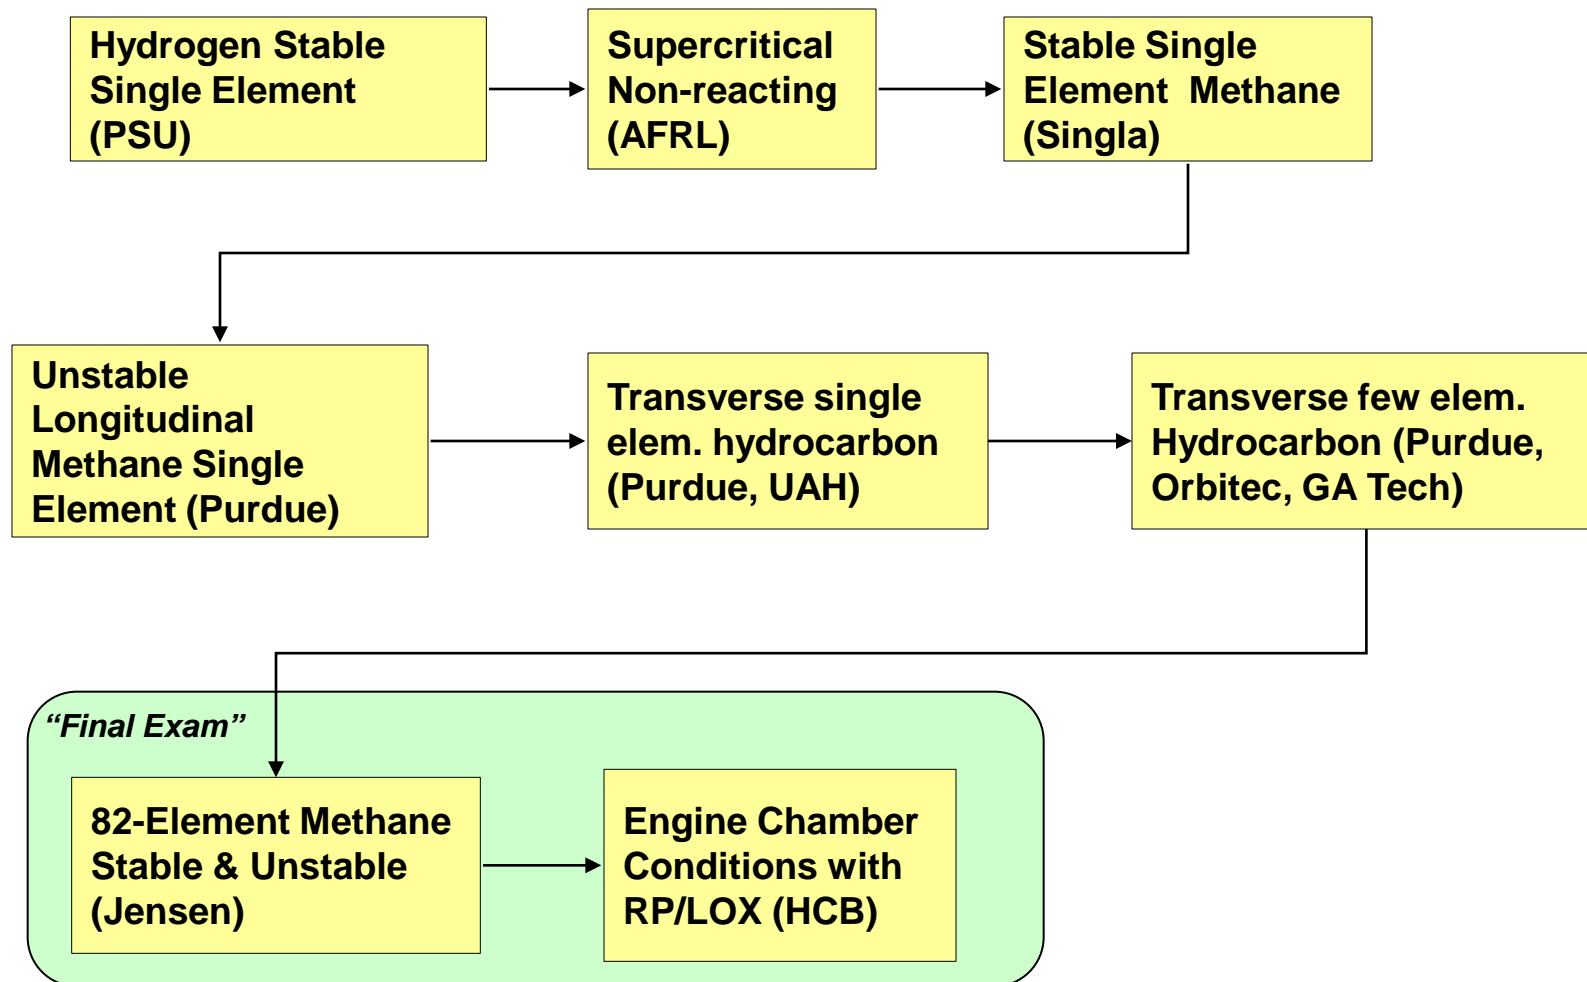 Hydrogen Stable
Single Element
(PSU)
Supercritical
Non-reacting
(AFRL)
Stable Single
Element  Methane
(Singla)
Unstable
Longitudinal
Methane Single
Element (Purdue)
Transverse single
elem. hydrocarbon
(Purdue, UAH)
Transverse few elem.
Hydrocarbon (Purdue,
Orbitec, GA Tech)
“Final Exam”
82-Element Methane
Stable & Unstable
(Jensen)
Engine Chamber
Conditions with
RP/LOX (HCB)